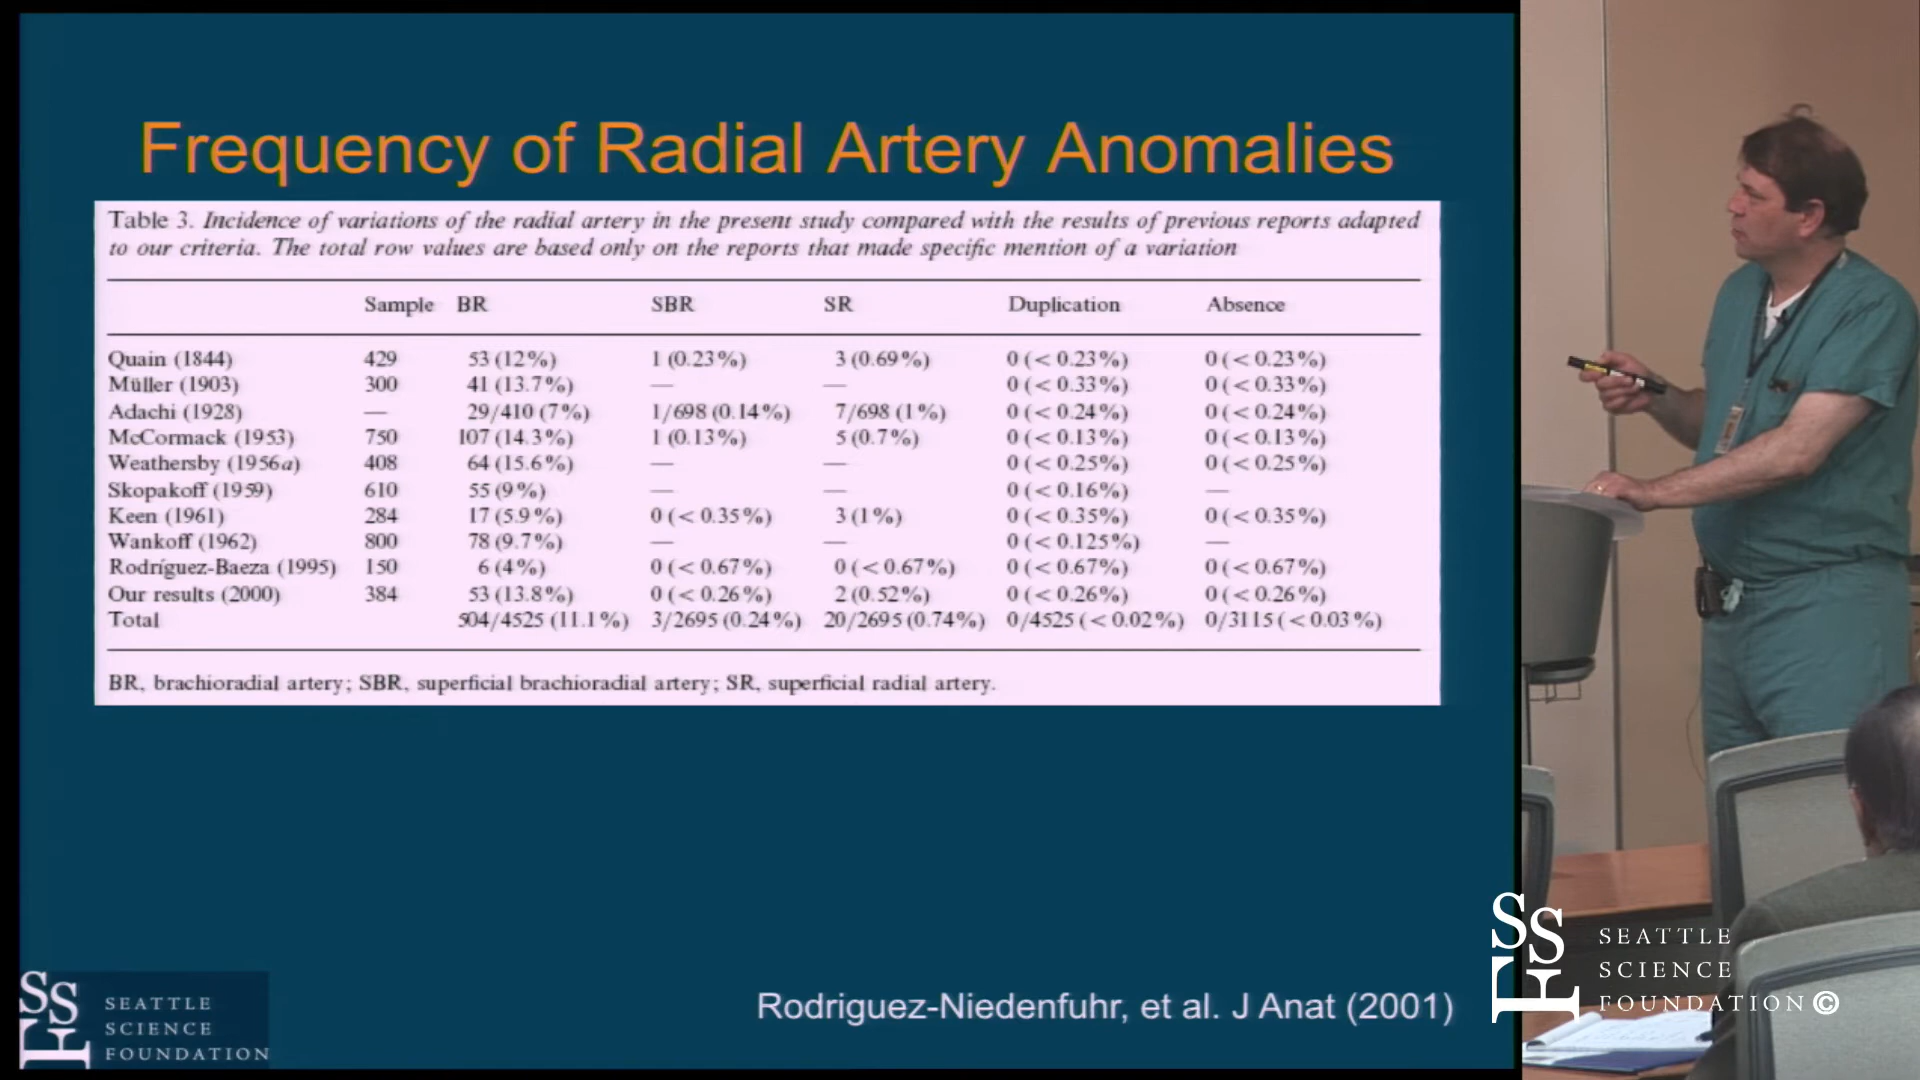 Frequency of Radial Artery Anomalies
Table 3. Incidence of variations of the radial artery in the present study compared with the results of previous reports adapted
to our criteria. The total row values are based only on the reports that made specific mention of a variation
Sample BR SBR SR Duplication Absence
Quain (1844) 429 53 (12%) 1 (0.23%) 3 (0.69%) 0 (< 0.23%) 0 (< 0.23%)
Müller (1903) 300 41 (13.7%) — — 0 (< 0.33%) 0 (< 0.33%)
Adachi (1928) — 29/410 (7%) 1/698 (0.14%) 7/698 (1%) 0 (< 0.24%) 0 (< 0.24%)
McCormack (1953) 750 107 (14.3%) 1 (0.13%) 5 (0.7%) 0 (< 0.13%) 0 (< 0.13%)
Weathersby (1956a) 408 64 (15.6%) — — 0 (< 0.25%) 0 (< 0.25%)
Skopakoff (1959) 610 55 (9%) — — 0 (< 0.16%) —
Keen (1961) 284 17 (5.9%) 0 (< 0.35%) 3 (1%) 0 (< 0.35%) 0 (< 0.35%)
Wankoff (1962) 800 78 (9.7%) — — 0 (< 0.125%) —
Rodríguez-Baeza (1995) 150 6 (4%) 0 (< 0.67%) 0 (< 0.67%) 0 (< 0.67%) 0 (< 0.67%)
Our results (2000) 384 53 (13.8%) 0 (< 0.26%) 2 (0.52%) 0 (< 0.26%) 0 (< 0.26%)
Total 504/4525 (11.1%) 3/2695 (0.24%) 20/2695 (0.74%) 0/4525 (< 0.02%) 0/3115 (< 0.03%)
BR, brachioradial artery; SBR, superficial brachioradial artery; SR, superficial radial artery.
Rodriguez-Niedenfuhr, et al. J Anat (2001)
SSF
SEATTLE
SCIENCE
FOUNDATION
SSF
SEATTLE
SCIENCE
FOUNDATION©